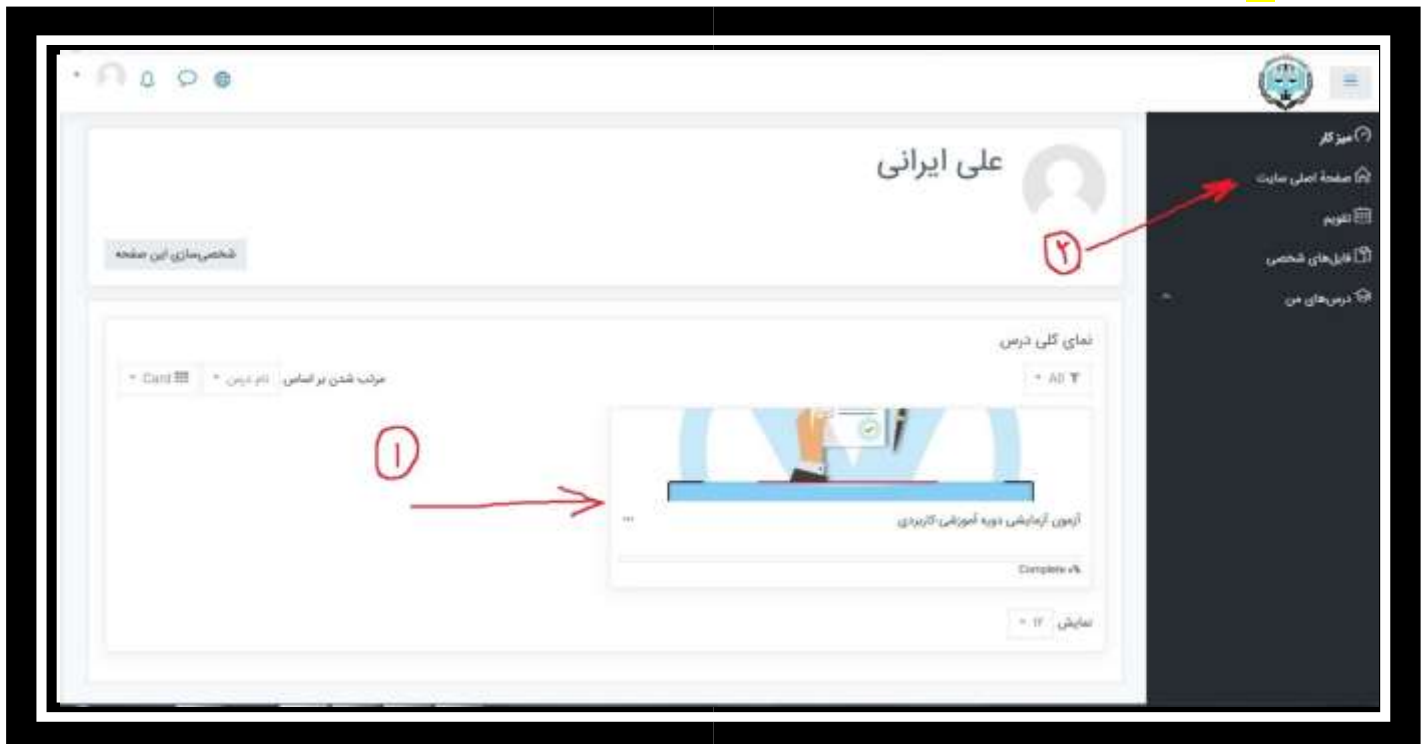 میز کار
صفحهٔ اصلی سایت
تقویم
فایل‌های شخصی
درس‌های من
علی ایرانی
شخصی‌سازی این صفحه
۲
نمای کلی درس
All
مرتب شدن بر اساس نام درس Card
۱
آزمون آزمایشی دوره آموزشی-کاربردی
...
Complete ۰%
نمایش ۱۲